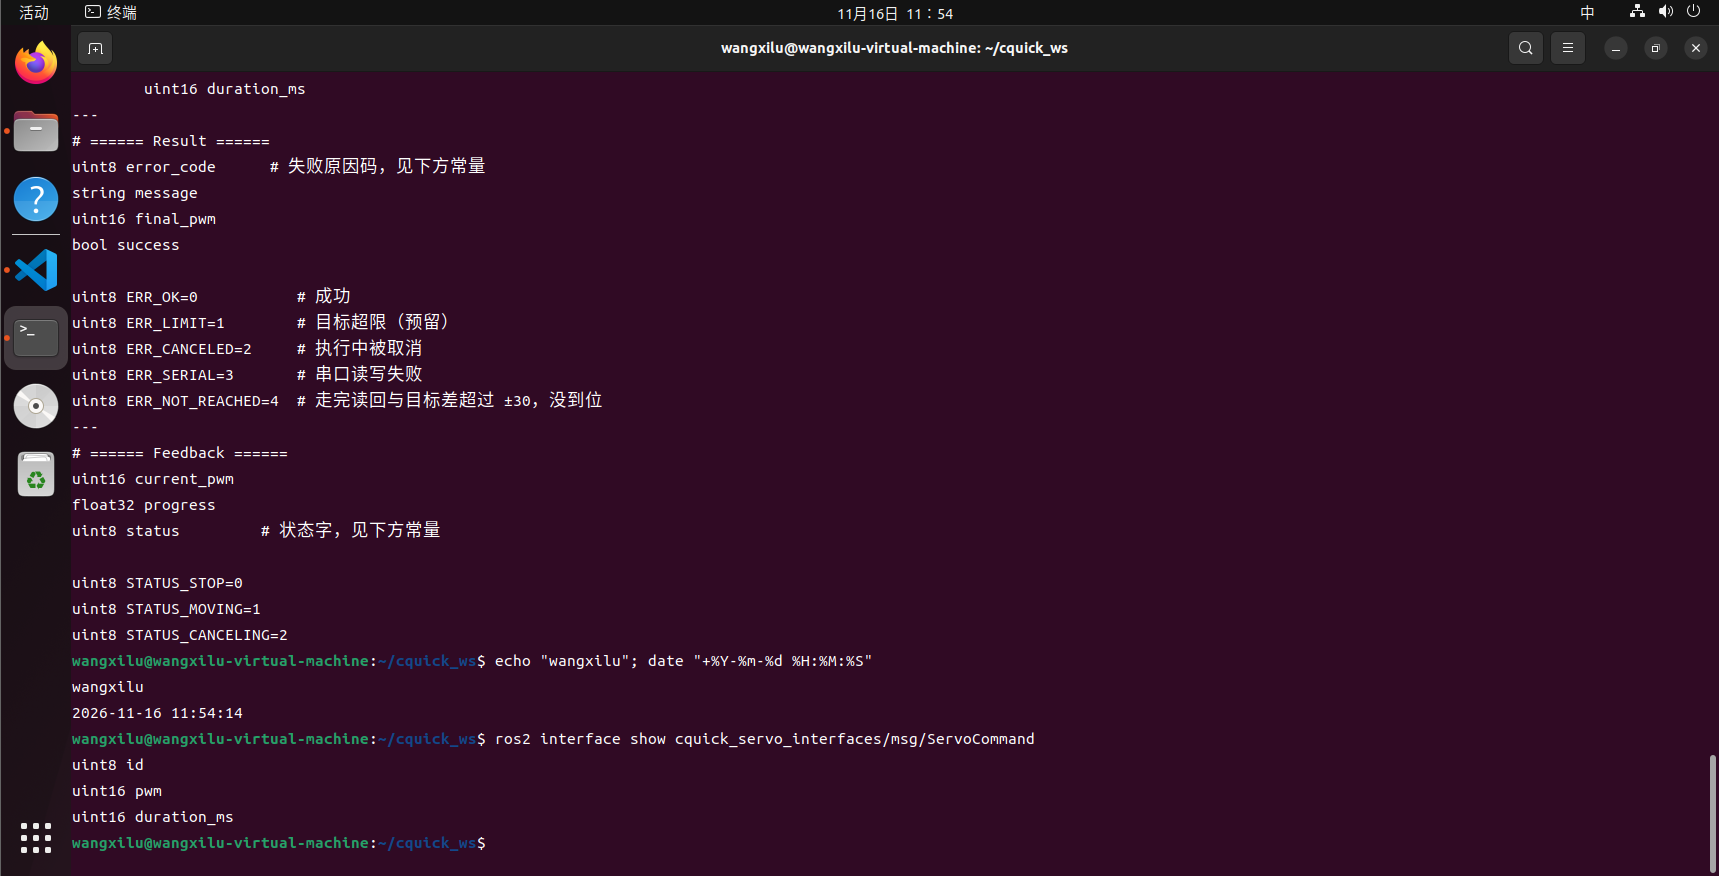 活动
终端
11月16日 11：54
中
wangxilu@wangxilu-virtual-machine: ~/cquick_ws
uint16 duration_ms
---
# ====== Result ======
uint8 error_code      # 失败原因码，见下方常量
string message
uint16 final_pwm
bool success
uint8 ERR_OK=0           # 成功
uint8 ERR_LIMIT=1        # 目标超限（预留）
uint8 ERR_CANCELED=2     # 执行中被取消
uint8 ERR_SERIAL=3       # 串口读写失败
uint8 ERR_NOT_REACHED=4  # 走完读回与目标差超过 ±30，没到位
---
# ====== Feedback ======
uint16 current_pwm
float32 progress
uint8 status         # 状态字，见下方常量
uint8 STATUS_STOP=0
uint8 STATUS_MOVING=1
uint8 STATUS_CANCELING=2
wangxilu@wangxilu-virtual-machine:~/cquick_ws$ echo "wangxilu"; date "+%Y-%m-%d %H:%M:%S"
wangxilu
2026-11-16 11:54:14
wangxilu@wangxilu-virtual-machine:~/cquick_ws$ ros2 interface show cquick_servo_interfaces/msg/ServoCommand
uint8 id
uint16 pwm
uint16 duration_ms
wangxilu@wangxilu-virtual-machine:~/cquick_ws$